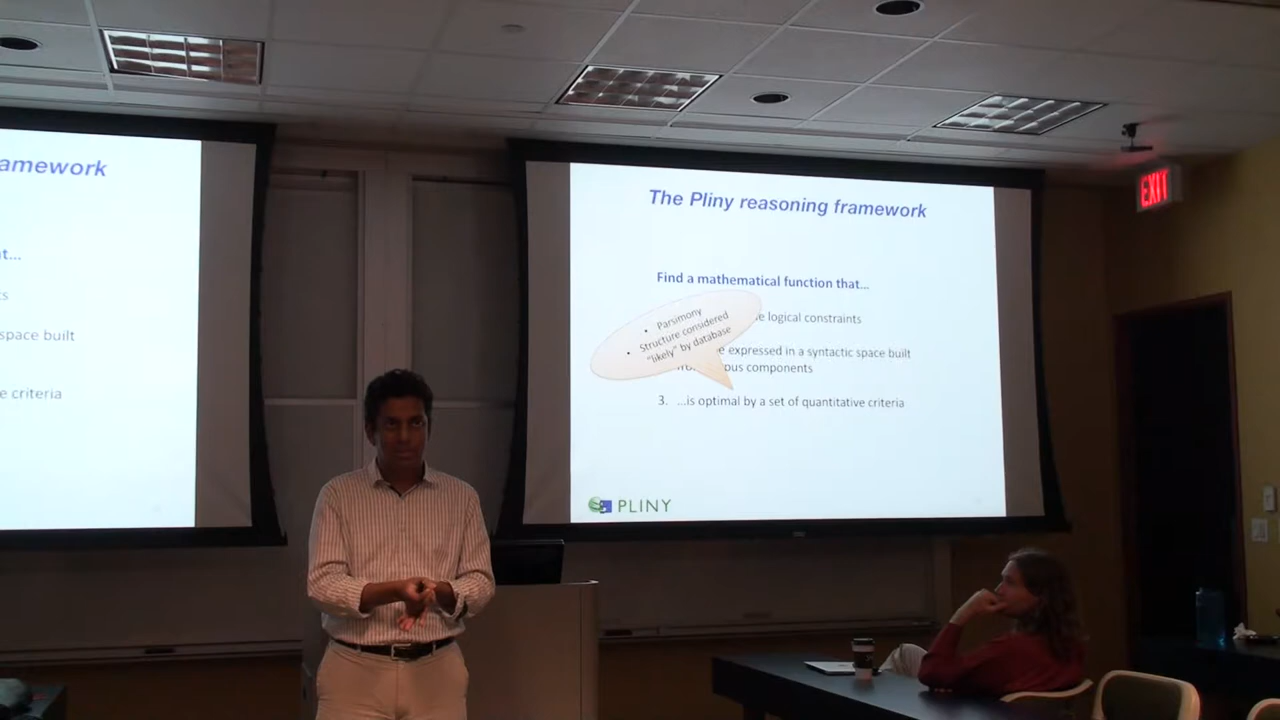 amework
t...
s
space built
e criteria
The Pliny reasoning framework
Find a mathematical function that...
• Parsimony
• Structure considered
"likely" by database
e logical constraints
e expressed in a syntactic space built
ous components
3. ...is optimal by a set of quantitative criteria
PLINY
EXIT